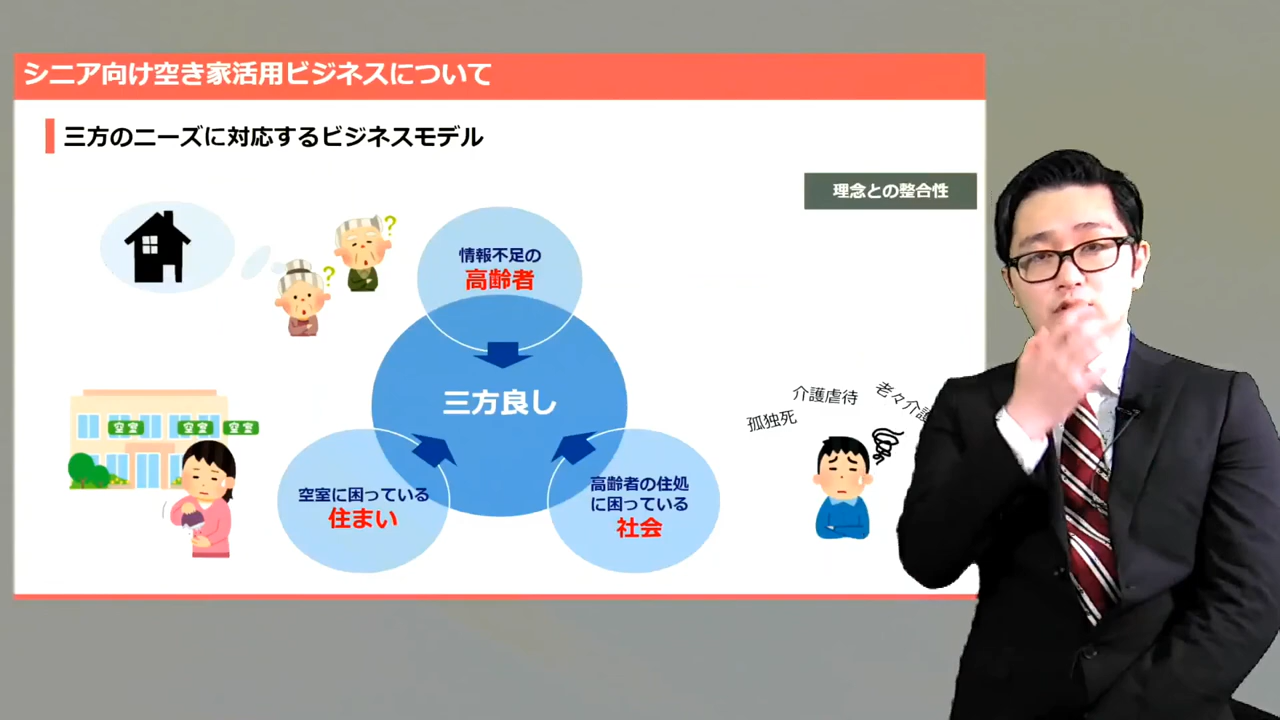 シニア向け空き家活用ビジネスについて
三方のニーズに対応するビジネスモデル
理念との整合性
情報不足の
高齢者
三方良し
空室
空室
空室
空室に困っている
住まい
高齢者の住処
に困っている
社会
孤独死
介護虐待
老々介護